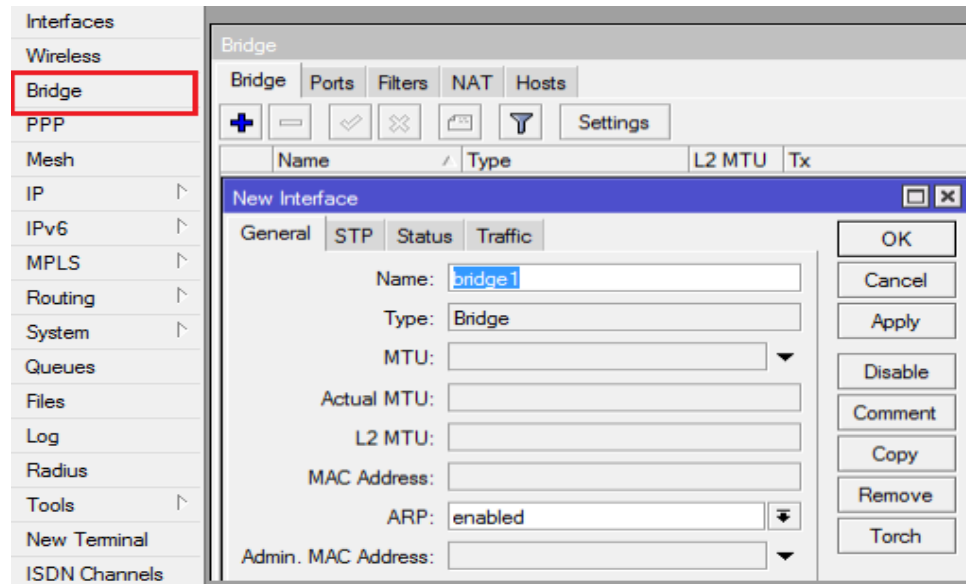 Interfaces
Wireless
Bridge
PPP
Mesh
IP
IPv6
MPLS
Routing
System
Queues
Files
Log
Radius
Tools
New Terminal
ISDN Channels
Bridge
Bridge Ports Filters NAT Hosts
Settings
Name Type L2 MTU Tx
New Interface
General STP Status Traffic
Name: bridge1
Type: Bridge
MTU:
Actual MTU:
L2 MTU:
MAC Address:
ARP: enabled
Admin. MAC Address:
OK
Cancel
Apply
Disable
Comment
Copy
Remove
Torch